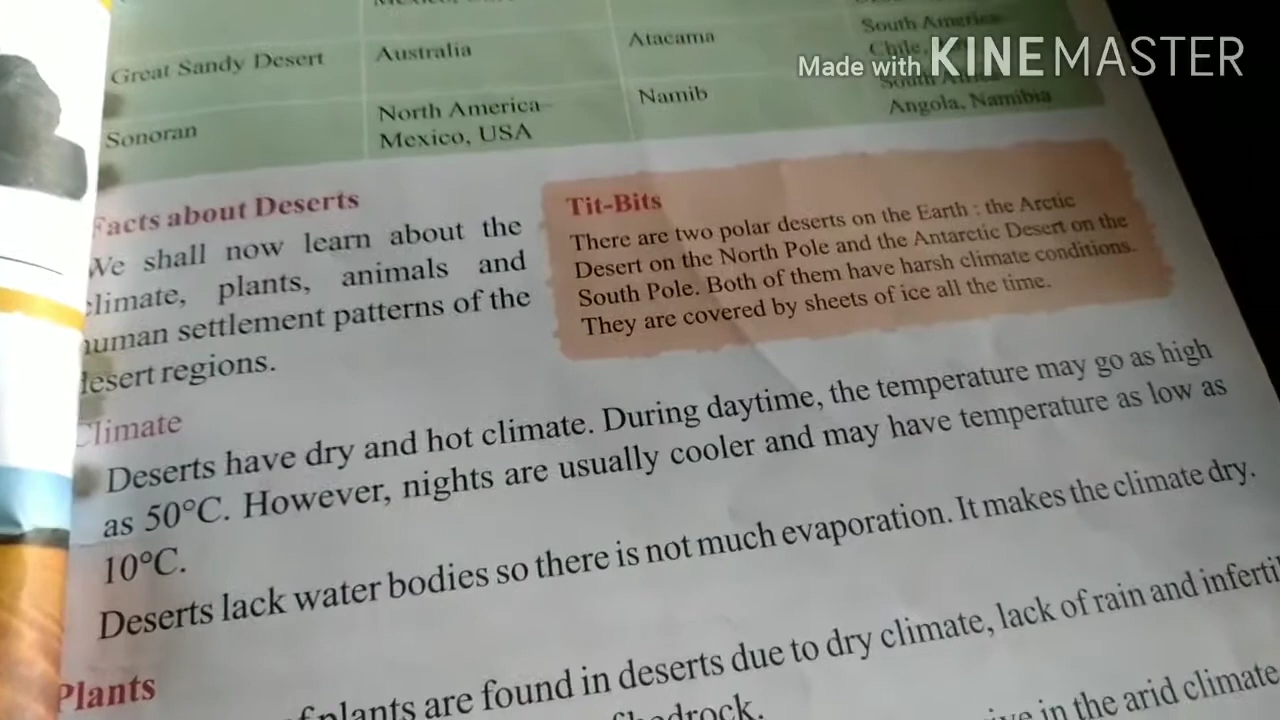 South America
Great Sandy Desert Australia Atacama Chile,
Made with KINEMASTER
Sonoran North America– Mexico, USA Namib Angola, Namibia
Facts about Deserts
We shall now learn about the
climate, plants, animals and
human settlement patterns of the
desert regions.
Tit-Bits
There are two polar deserts on the Earth : the Arctic
Desert on the North Pole and the Antarctic Desert on the
South Pole. Both of them have harsh climate conditions.
They are covered by sheets of ice all the time.
Climate
Deserts have dry and hot climate. During daytime, the temperature may go as high
as 50°C. However, nights are usually cooler and may have temperature as low as
10°C.
Deserts lack water bodies so there is not much evaporation. It makes the climate dry.
Plants
plants are found in deserts due to dry climate, lack of rain and
bedrock.
in the arid climate